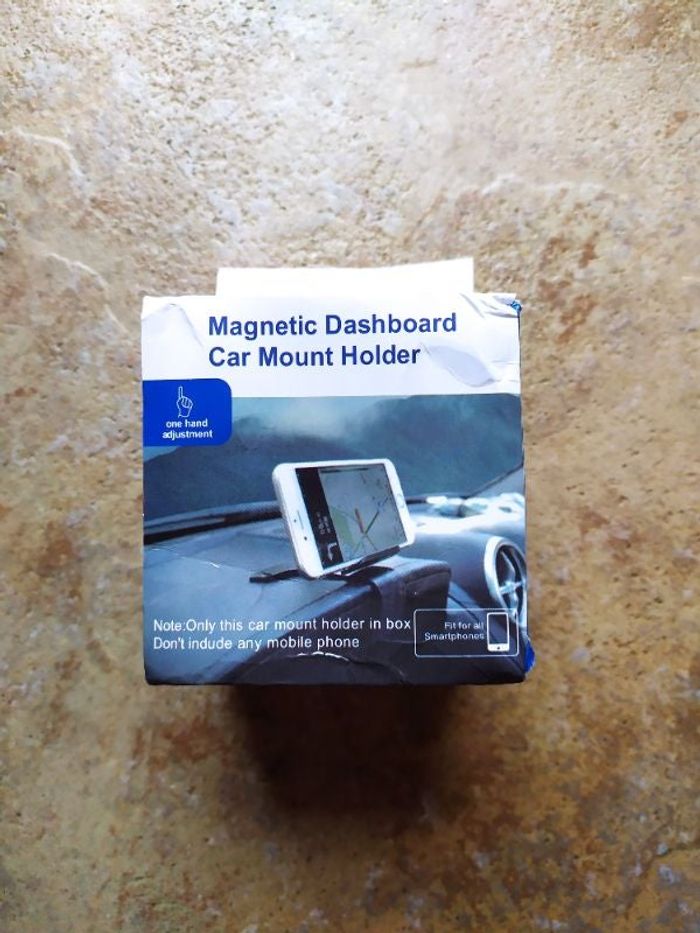 Magnetic Dashboard
Car Mount Holder
one hand
adjustment
Note:Only this car mount holder in box
Don't indude any mobile phone
Fit for all
Smartphones